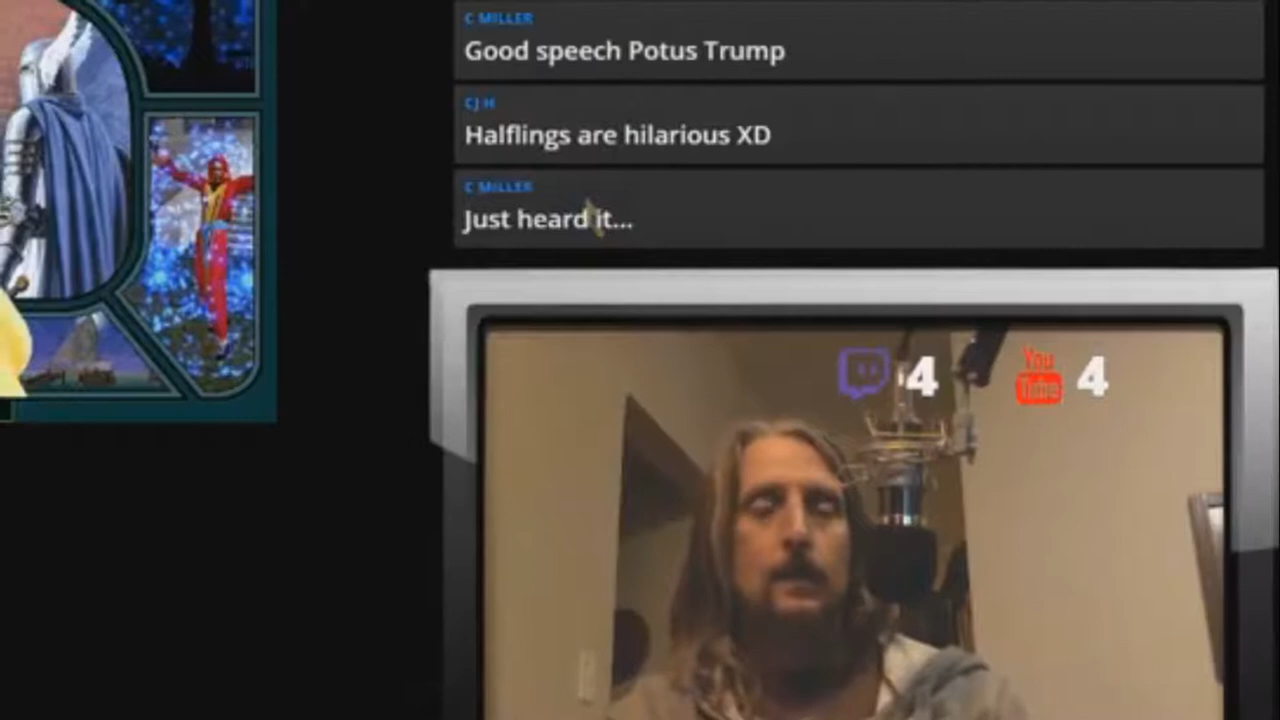 C MILLER
Good speech Potus Trump
CJ H
Halflings are hilarious XD
C MILLER
Just heard it...
4
You
Tube
4